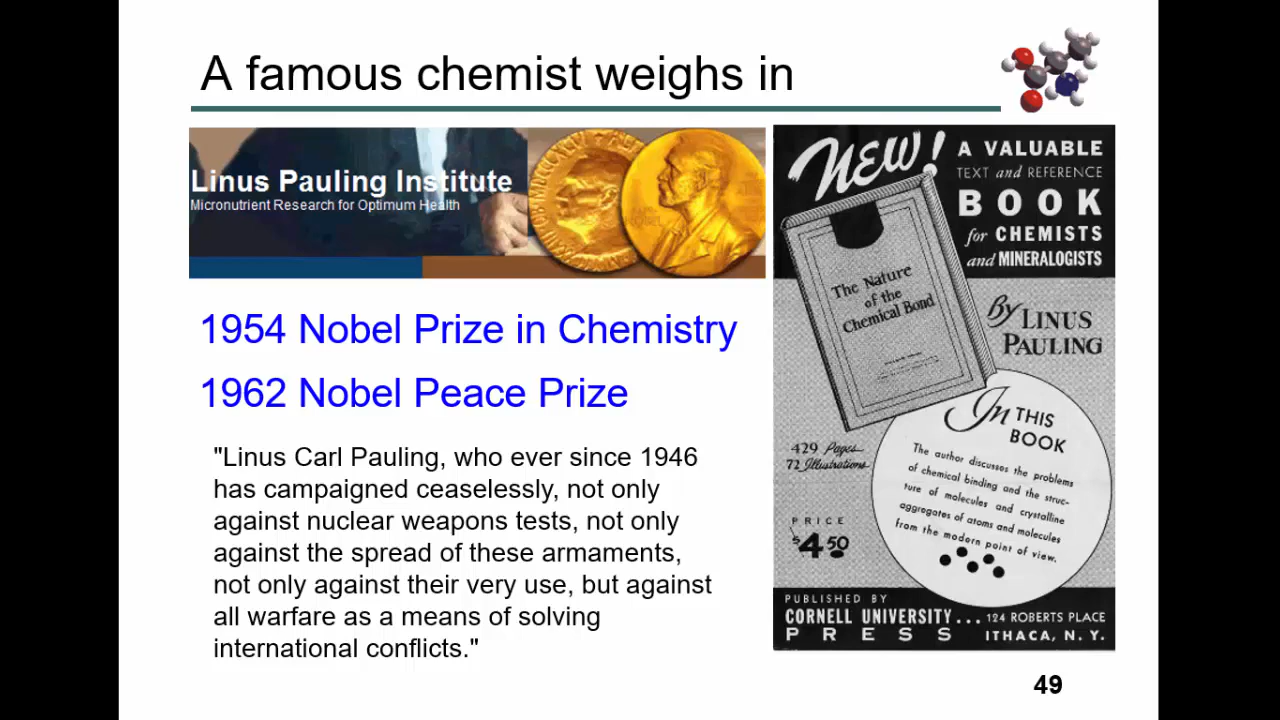 A famous chemist weighs in
Linus Pauling Institute
Micronutrient Research for Optimum Health
1954 Nobel Prize in Chemistry
1962 Nobel Peace Prize
"Linus Carl Pauling, who ever since 1946
has campaigned ceaselessly, not only
against nuclear weapons tests, not only
against the spread of these armaments,
not only against their very use, but against
all warfare as a means of solving
international conflicts."
NEW!
A VALUABLE
TEXT and REFERENCE
BOOK
for CHEMISTS
and MINERALOGISTS
The Nature
of the
Chemical Bond
By LINUS
PAULING
In THIS
BOOK
The author discusses the problems
of chemical binding and the struc-
ture of molecules and crystalline
aggregates of atoms and molecules
from the modern point of view.
429 Pages
72 Illustrations
PRICE
$4.50
PUBLISHED BY
CORNELL UNIVERSITY... 124 ROBERTS PLACE
PRESS ITHACA, N. Y.
49